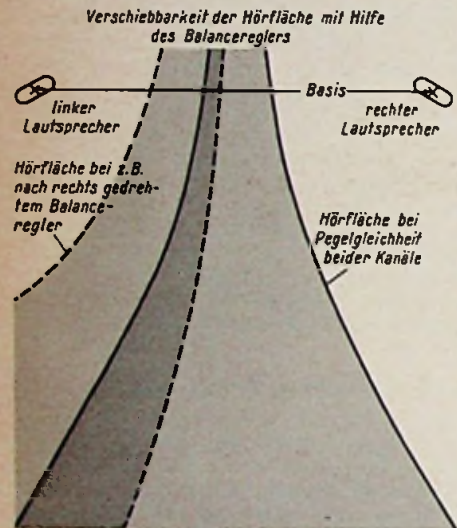 Verschiebbarkeit der Hörfläche mit Hilfe
des Balancereglers
Basis
linker
Lautsprecher
rechter
Lautsprecher
Hörfläche bei z.B.
nach rechts gedreh-
tem Balance-
regler
Hörfläche bei
Pegelgleichheit
beider Kanäle